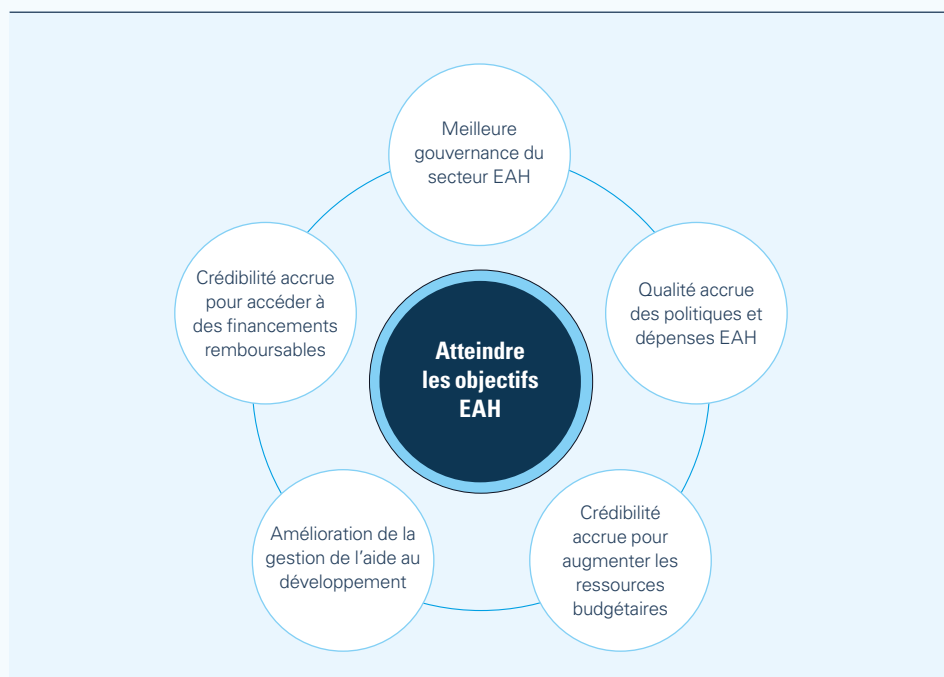 Meilleure
gouvernance du
secteur EAH
Crédibilité accrue
pour accéder à
des financements
remboursables
Qualité accrue
des politiques et
dépenses EAH
Atteindre
les objectifs
EAH
Amélioration de la
gestion de l’aide au
développement
Crédibilité
accrue pour
augmenter les
ressources
budgétaires